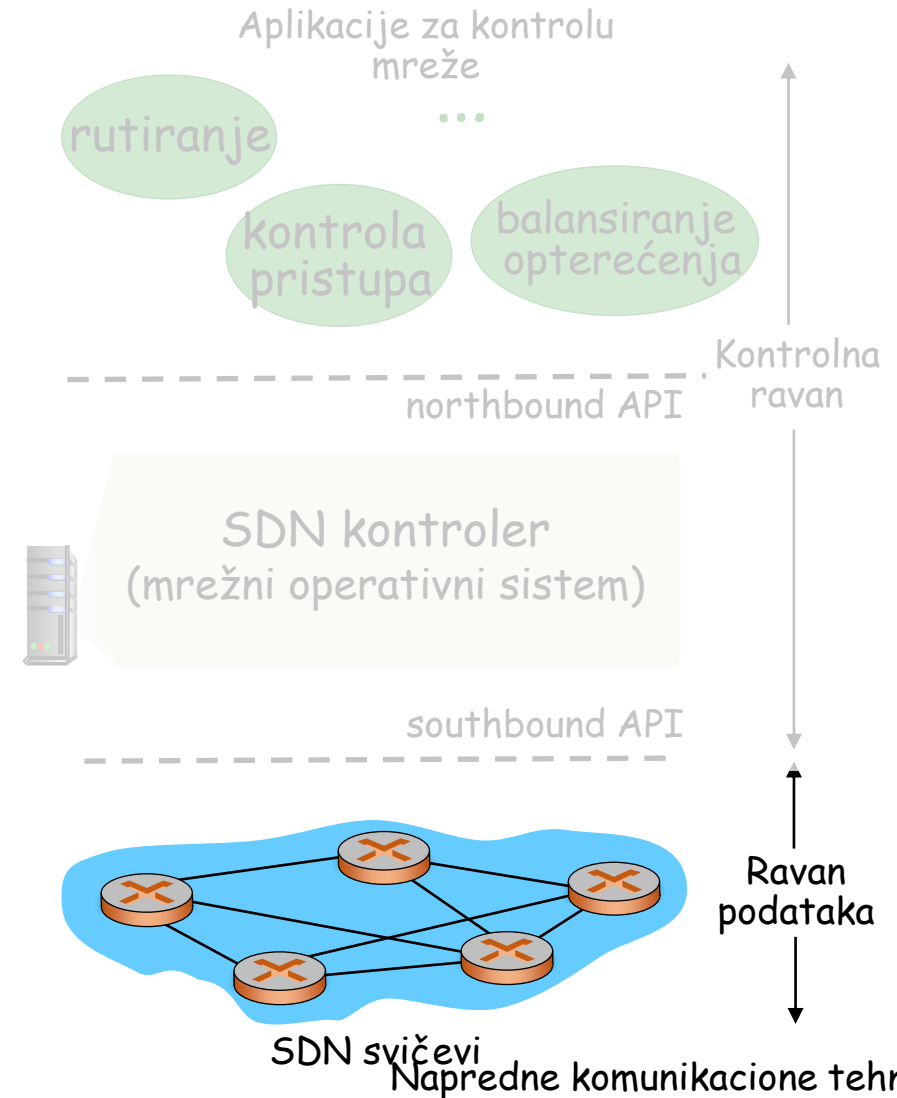 Aplikacije za kontrolu
mreže
rutiranje
...
kontrola
pristupa
balansiranje
opterećenja
Kontrolna
ravan
northbound API
SDN kontroler
(mrežni operativni sistem)
southbound API
Ravan
podataka
SDN svičevi
Napredne komunikacione